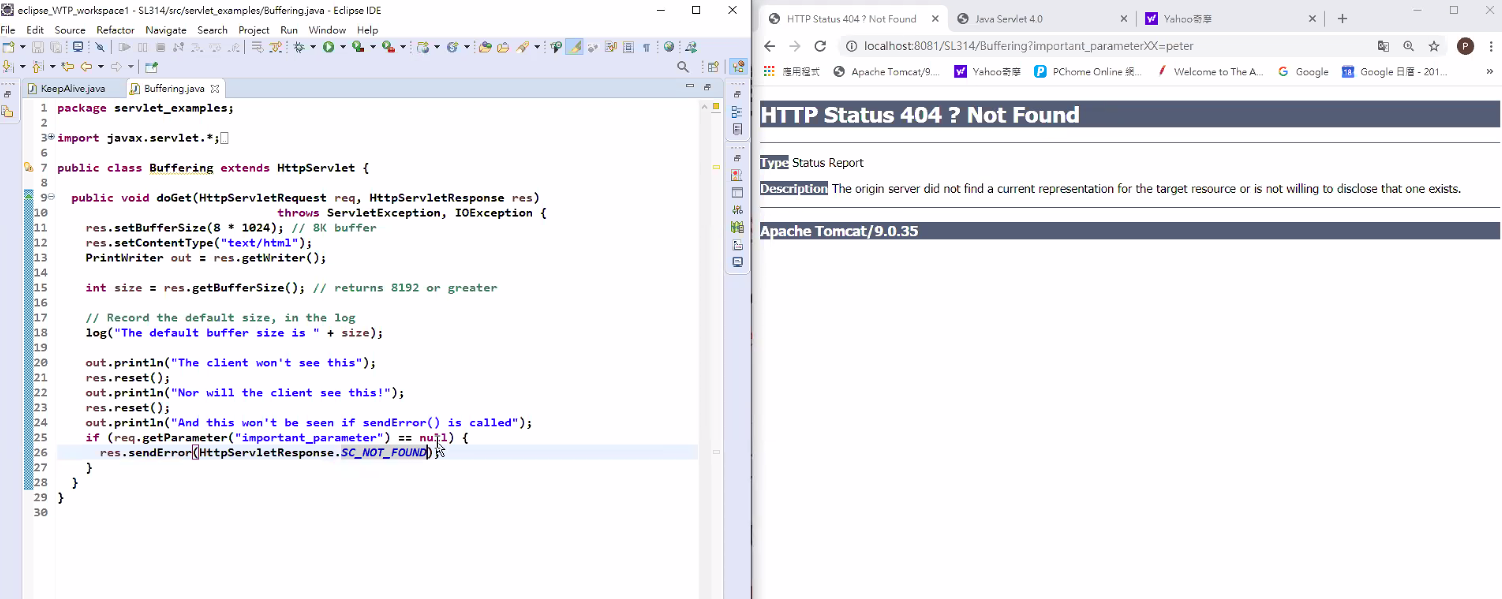 eclipse_WTP_workspace1 - SL314/src/servlet_examples/Buffering.java - Eclipse IDE
File Edit Source Refactor Navigate Search Project Run Window Help
KeepAlive.java Buffering.java
1 package servlet_examples;
2
3 import javax.servlet.*;
6
7 public class Buffering extends HttpServlet {
8
9 public void doGet(HttpServletRequest req, HttpServletResponse res)
10 throws ServletException, IOException {
11 res.setBufferSize(8 * 1024); // 8K buffer
12 res.setContentType("text/html");
13 PrintWriter out = res.getWriter();
14
15 int size = res.getBufferSize(); // returns 8192 or greater
16
17 // Record the default size, in the log
18 log("The default buffer size is " + size);
19
20 out.println("The client won't see this");
21 res.reset();
22 out.println("Nor will the client see this!");
23 res.reset();
24 out.println("And this won't be seen if sendError() is called");
25 if (req.getParameter("important_parameter") == null) {
26 res.sendError(HttpServletResponse.SC_NOT_FOUND);
27 }
28 }
29 }
30
HTTP Status 404 ? Not Found Java Servlet 4.0 Yahoo奇摩
localhost:8081/SL314/Buffering?important_parameterXX=peter P
應用程式 Apache Tomcat/9.... Yahoo奇摩 PChome Online 網... Welcome to The A... Google 18 Google 日曆 - 201... »
HTTP Status 404 ? Not Found
Type Status Report
Description The origin server did not find a current representation for the target resource or is not willing to disclose that one exists.
Apache Tomcat/9.0.35